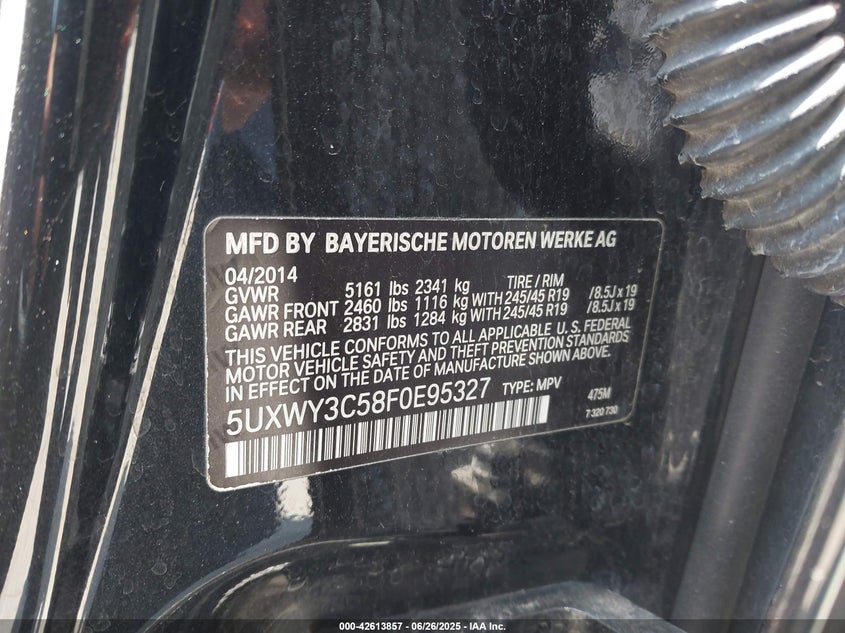 MFD BY BAYERISCHE MOTOREN WERKE AG
04/2014
GVWR 5161 lbs 2341 kg TIRE / RIM
GAWR FRONT 2460 lbs 1116 kg WITH 245/45 R19 /8.5J x 19
GAWR REAR 2831 lbs 1284 kg WITH 245/45 R19 /8.5J x 19
THIS VEHICLE CONFORMS TO ALL APPLICABLE U.S. FEDERAL
MOTOR VEHICLE SAFETY AND THEFT PREVENTION STANDARDS
IN EFFECT ON THE DATE OF MANUFACTURE SHOWN ABOVE.
5UXWY3C58F0E95327 TYPE: MPV 475M
7 320 730
000-42613857 - 06/26/2025 - IAA Inc.